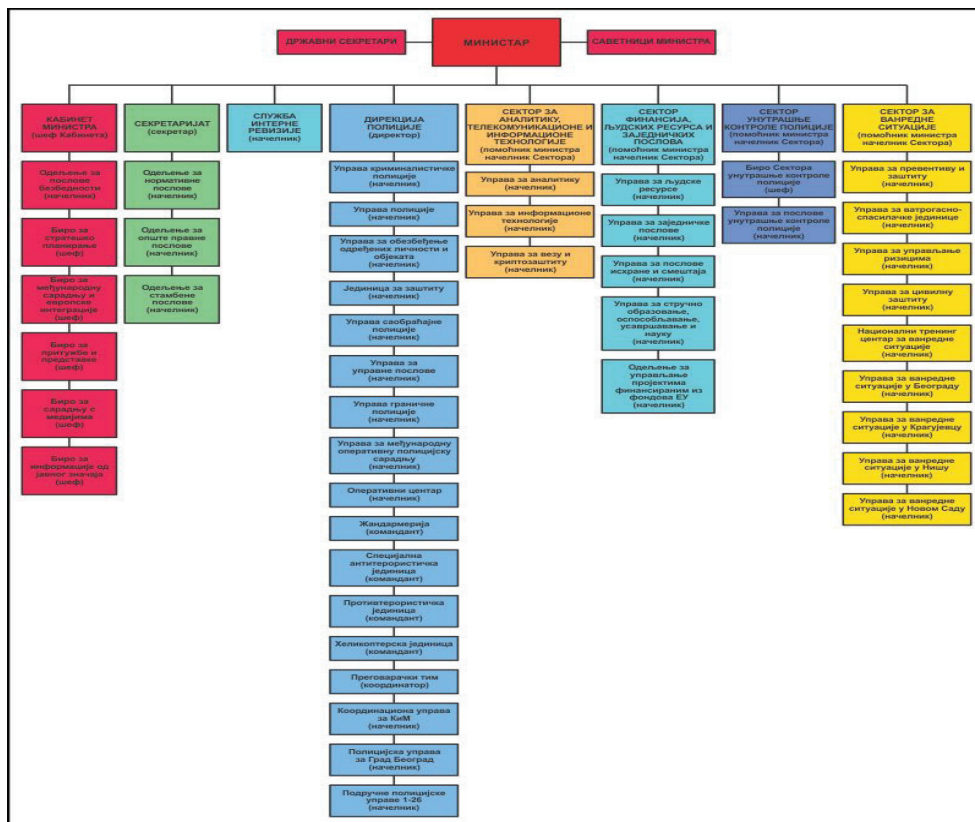 ДРЖАВНИ СЕКРЕТАРИ
МИНИСТАР
САВЕТНИЦИ МИНИСТРА
КАБИНЕТ
МИНИСТРА
(шеф Кабинета)
Одељење за
послове
безбедности
(начелник)
Биро за
стратешко
планирање
(шеф)
Биро за
међународну
сарадњу и
европске
интеграције
(шеф)
Биро за
притужбе и
представке
(шеф)
Биро за
сарадњу с
медијима
(шеф)
Биро за
информације од
јавног значаја
(шеф)
СЕКРЕТАРИЈАТ
(секретар)
Одељење за
нормативне
послове
(начелник)
Одељење за
опште правне
послове
(начелник)
Одељење за
стамбене
послове
(начелник)
СЛУЖБА
ИНТЕРНЕ
РЕВИЗИЈЕ
(начелник)
ДИРЕКЦИЈА
ПОЛИЦИЈЕ
(директор)
Управа криминалистичке
полиције
(начелник)
Управа полиције
(начелник)
Управа за обезбеђење
одређених личности и
објеката
(начелник)
Јединица за заштиту
(начелник)
Управа саобраћајне
полиције
(начелник)
Управа за
управне послове
(начелник)
Управа граничне
полиције
(начелник)
Управа за међународну
оперативну полицијску
сарадњу
(начелник)
Оперативни центар
(начелник)
Жандармерија
(командант)
Специјална
антитерористичка
јединица
(командант)
Противтерористичка
јединица
(командант)
Хеликоптерска јединица
(командант)
Преговарачки тим
(координатор)
Координациона управа
за КиМ
(начелник)
Полицијска управа
за Град Београд
(начелник)
Подручне полицијске
управе 1-26
(начелник)
СЕКТОР ЗА
АНАЛИТИКУ,
ТЕЛЕКОМУНИКАЦИОНЕ И
ИНФОРМАЦИОНЕ
ТЕХНОЛОГИЈЕ
(помоћник министра
начелник Сектора)
Управа за аналитику
(начелник)
Управа за информационе
технологије
(начелник)
Управа за везу и
криптозаштиту
(начелник)
СЕКТОР
ФИНАНСИЈА,
ЉУДСКИХ РЕСУРСА И
ЗАЈЕДНИЧКИХ
ПОСЛОВА
(помоћник министра
начелник Сектора)
Управа за људске
ресурсе
(начелник)
Управа за заједничке
послове
(начелник)
Управа за послове
исхране и смештаја
(начелник)
Управа за стручно
образовање,
оспособљавање,
усавршавање и
науку
(начелник)
Одељење за
управљање
пројектима
финансираним из
фондова ЕУ
(начелник)
СЕКТОР
УНУТРАШЊЕ
КОНТРОЛЕ ПОЛИЦИЈЕ
(помоћник министра
начелник Сектора)
Биро Сектора
унутрашње контроле
полиције
(шеф)
Управа за послове
унутрашње контроле
полиције
(начелник)
СЕКТОР ЗА
ВАНРЕДНЕ
СИТУАЦИЈЕ
(помоћник министра
начелник Сектора)
Управа за превентиву и
заштиту
(начелник)
Управа за ватрогасно-
спасилачке јединице
(начелник)
Управа за управљање
ризицима
(начелник)
Управа за цивилну
заштиту
(начелник)
Национални тренинг
центар за ванредне
ситуације
(начелник)
Управа за ванредне
ситуације у Београду
(начелник)
Управа за ванредне
ситуације у Крагујевцу
(начелник)
Управа за ванредне
ситуације у Нишу
(начелник)
Управа за ванредне
ситуације у Новом Саду
(начелник)